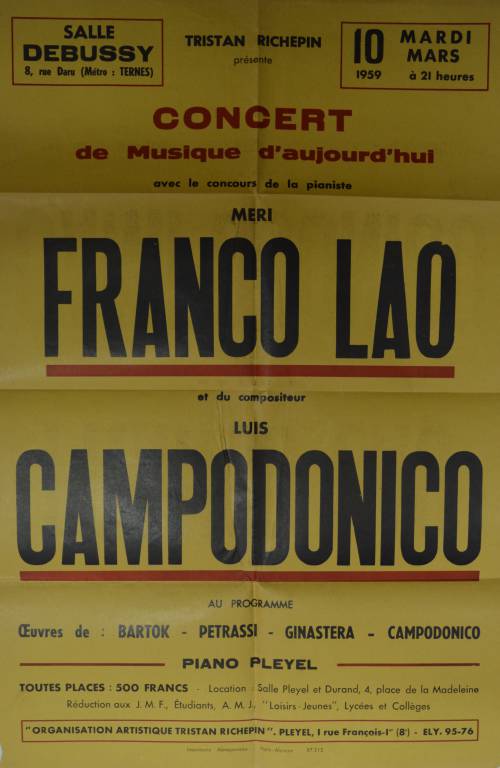 SALLE
DEBUSSY
8, rue Daru (Métro : TERNES)
TRISTAN RICHEPIN
présente
10 MARDI
MARS
1959 à 21 heures
CONCERT
de Musique d'aujourd'hui
avec le concours de la pianiste
MERI
FRANCO LAO
et du compositeur
LUIS
CAMPODONICO
AU PROGRAMME
Œuvres de : BARTOK - PETRASSI - GINASTERA - CAMPODONICO
PIANO PLEYEL
TOUTES PLACES : 500 FRANCS - Location : Salle Pleyel et Durand, 4, place de la Madeleine
Réduction aux J. M. F., Étudiants, A. M. J., "Loisirs-Jeunes", Lycées et Collèges
"ORGANISATION ARTISTIQUE TRISTAN RICHEPIN". PLEYEL, 1 rue François-1er (8e) - ELY. 95-76